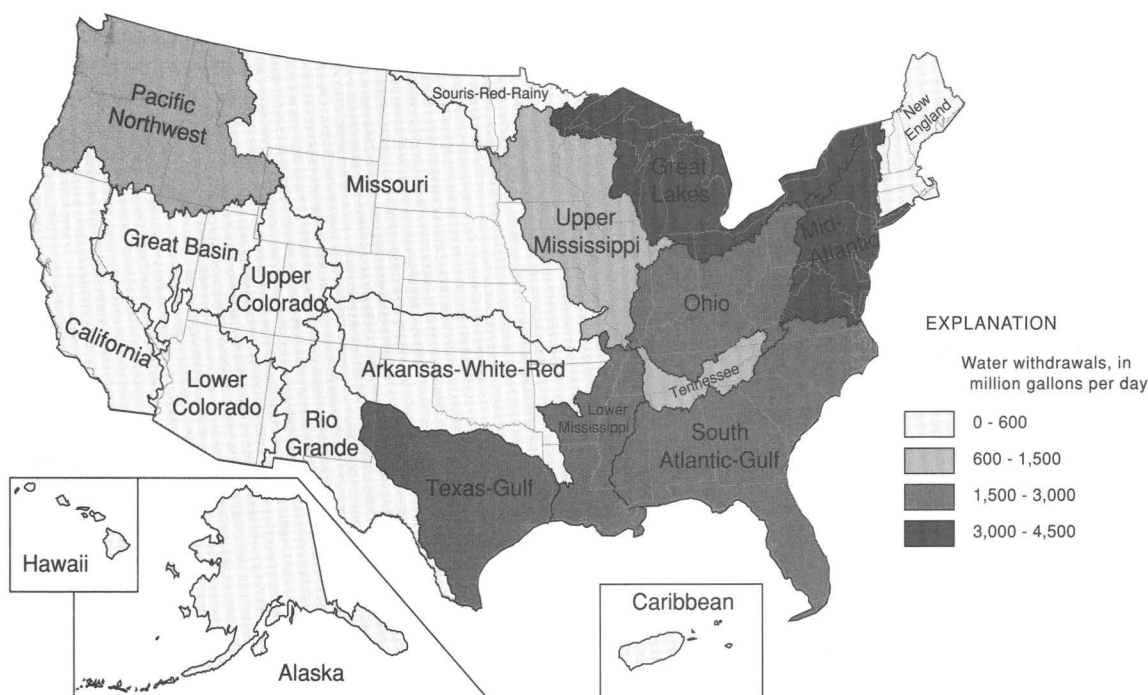 Pacific
Northwest
Souris-Red-Rainy
New
England
Missouri
Great
Lakes
Upper
Mississippi
Mid-
Atlantic
Great Basin
Upper
Colorado
Ohio
California
Lower
Colorado
Arkansas-White-Red
Tennessee
Rio
Grande
Lower
Mississippi
South
Atlantic-Gulf
Texas-Gulf
Hawaii
Alaska
Caribbean
EXPLANATION
Water withdrawals, in
million gallons per day
0 - 600
600 - 1,500
1,500 - 3,000
3,000 - 4,500